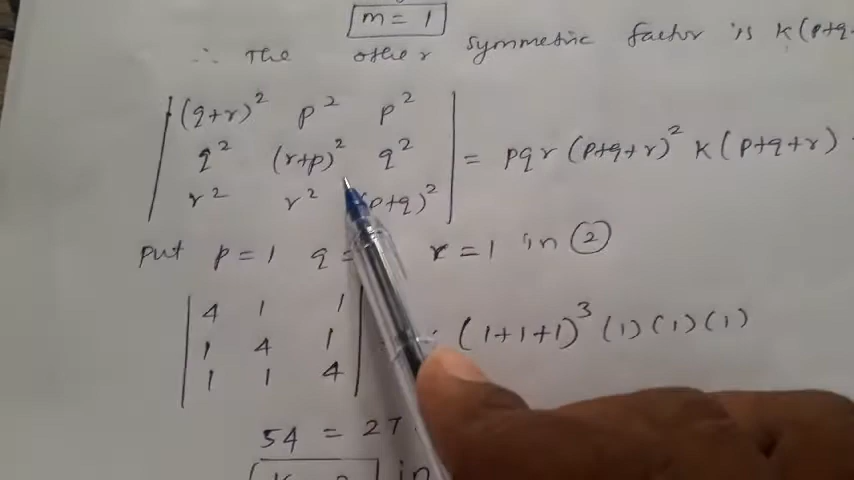 m = 1
∴ The other symmetric factor is K(p+q
| (q+r)² p² p² |
| q² (r+p)² q² | = pqr (p+q+r)² K (p+q+r)
| r² r² (p+q)² |
Put p = 1 q = r = 1 in ②
| 4 1 1 |
| 1 4 1 | (1+1+1)³ (1) (1) (1)
| 1 1 4 |
54 = 27
in